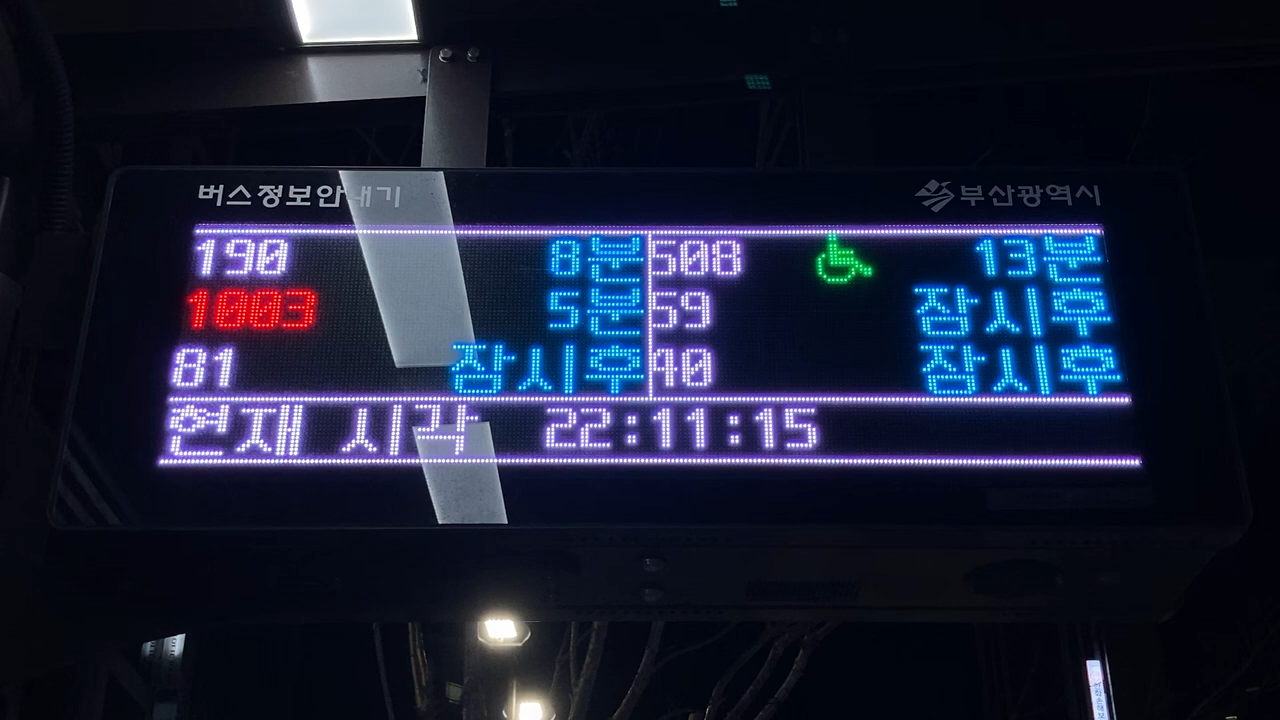 버스정보안내기 부산광역시
190 8분 508 13분
1003 5분 59 잠시후
81 잠시후 40 잠시후
현재 시각 22:11:15